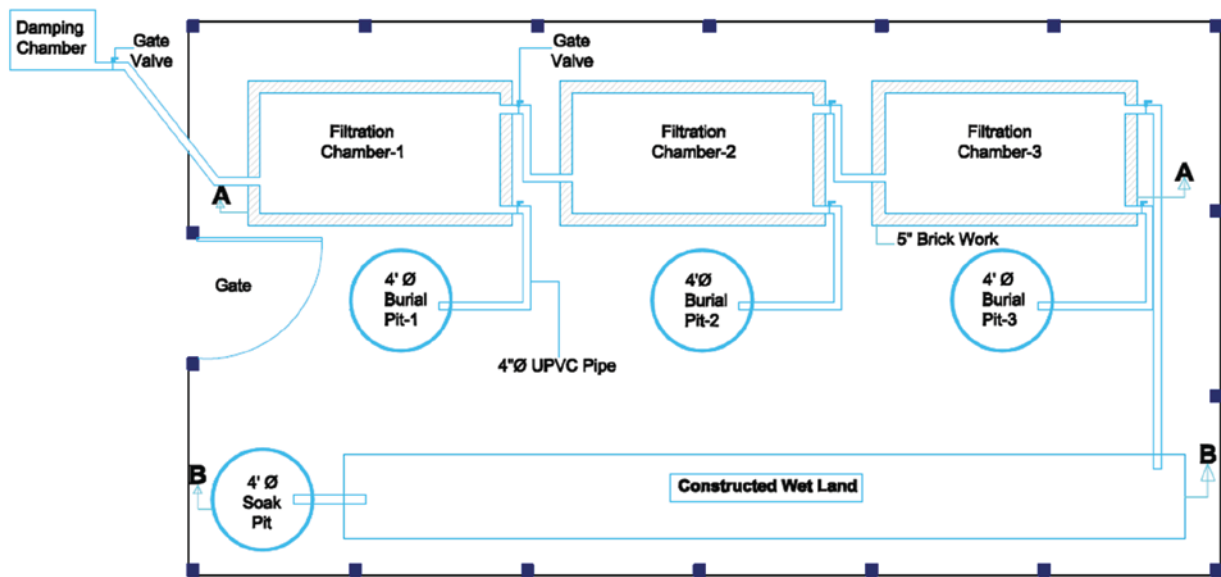 Damping
Chamber
Gate
Valve
Gate
Valve
Filtration
Chamber-1
Filtration
Chamber-2
Filtration
Chamber-3
A
A
5" Brick Work
Gate
4' Ø
Burial
Pit-1
4'Ø
Burial
Pit-2
4' Ø
Burial
Pit-3
4"Ø UPVC Pipe
B
B
4' Ø
Soak
Pit
Constructed Wet Land